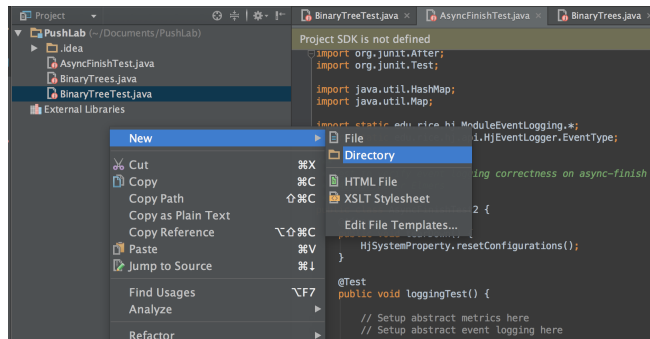 Project
BinaryTreeTest.java
AsyncFinishTest.java
BinaryTrees.java
PushLab (~/Documents/PushLab)
.idea
AsyncFinishTest.java
BinaryTrees.java
BinaryTreeTest.java
External Libraries
Project SDK is not defined
import org.junit.After;
import org.junit.Test;
import java.util.HashMap;
import java.util.Map;
import static edu.rice.hj.ModuleEventLogging.*;
.HjEventLogger.EventType;
ing correctness on async-finish
2 {
HjSystemProperty.resetConfigurations();
}
@Test
public void loggingTest() {
// Setup abstract metrics here
// Setup abstract event logging here
New
Cut ⌘X
Copy ⌘C
Copy Path ⇧⌘C
Copy as Plain Text
Copy Reference ⌥⇧⌘C
Paste ⌘V
Jump to Source ⌘↓
Find Usages ⌥F7
Analyze
Refactor
File
Directory
HTML File
XSLT Stylesheet
Edit File Templates...